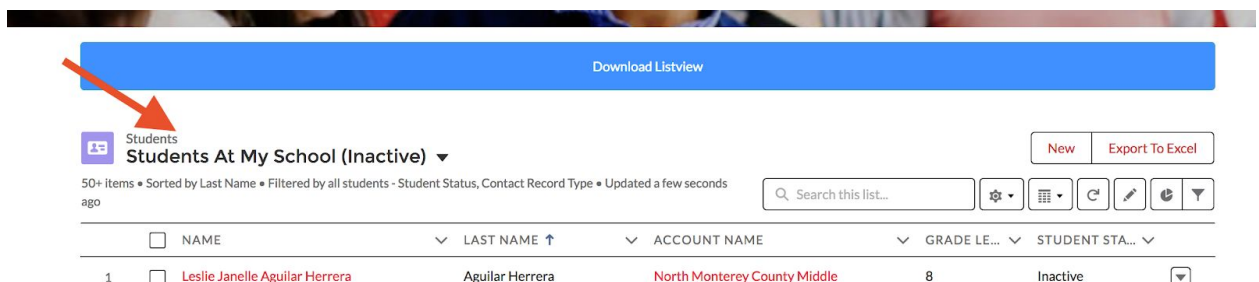 Download Listview
Students
Students At My School (Inactive)
New Export To Excel
50+ items • Sorted by Last Name • Filtered by all students - Student Status, Contact Record Type • Updated a few seconds
ago
Search this list...
NAME LAST NAME ↑ ACCOUNT NAME GRADE LE... STUDENT STA...
1 Leslie Janelle Aguilar Herrera Aguilar Herrera North Monterey County Middle 8 Inactive